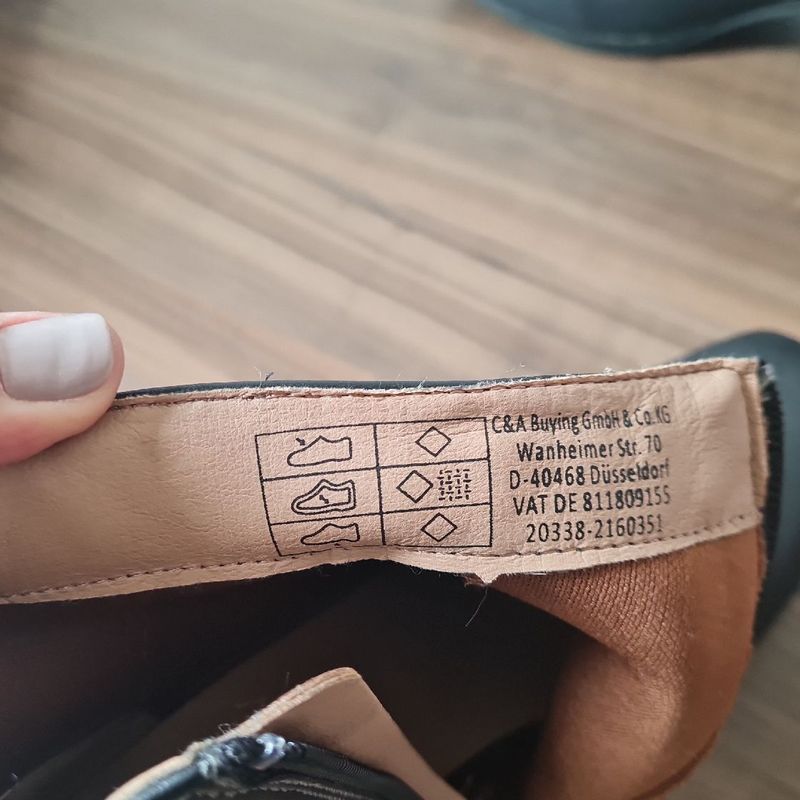 C&A Buying GmbH & Co. KG
Wanheimer Str. 70
D-40468 Düsseldorf
VAT DE 811809155
20338-2160351